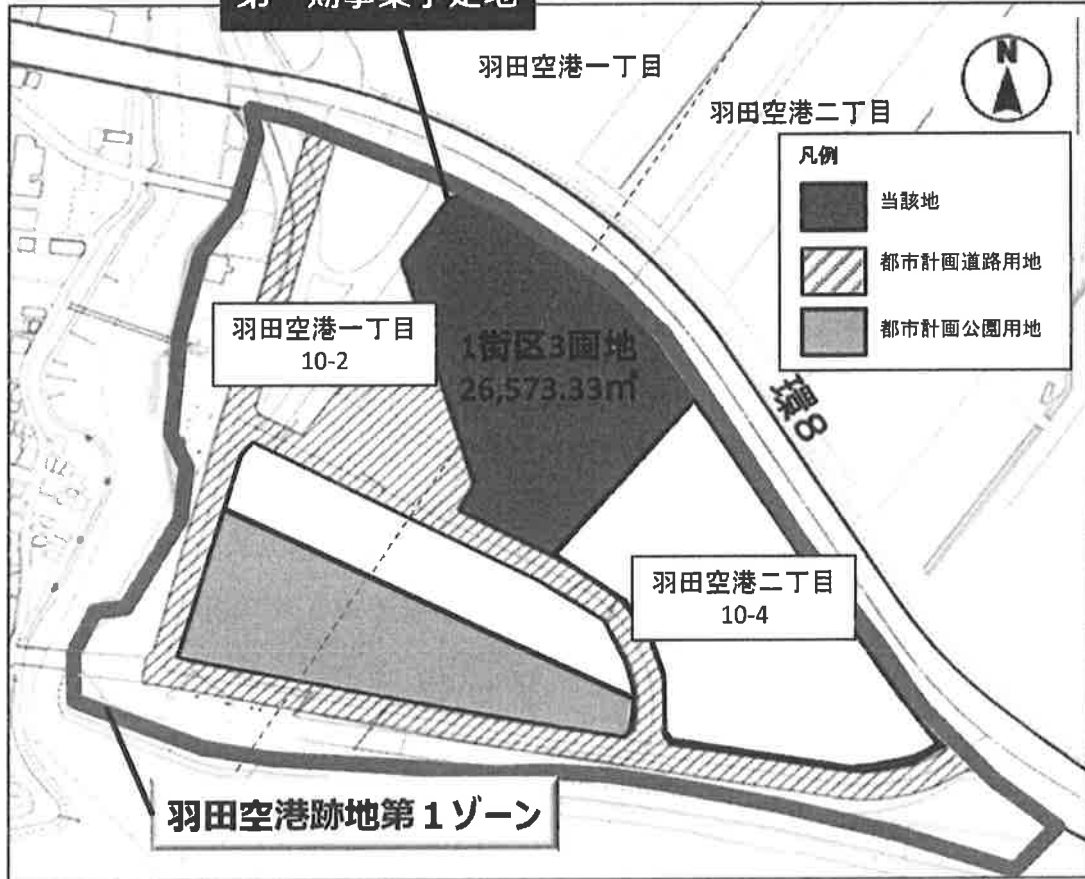 羽田空港一丁目
N
羽田空港二丁目
凡例
当該地
都市計画道路用地
都市計画公園用地
羽田空港一丁目
10-2
1街区3画地
26,573.33㎡
環8
羽田空港二丁目
10-4
羽田空港跡地第1ゾーン